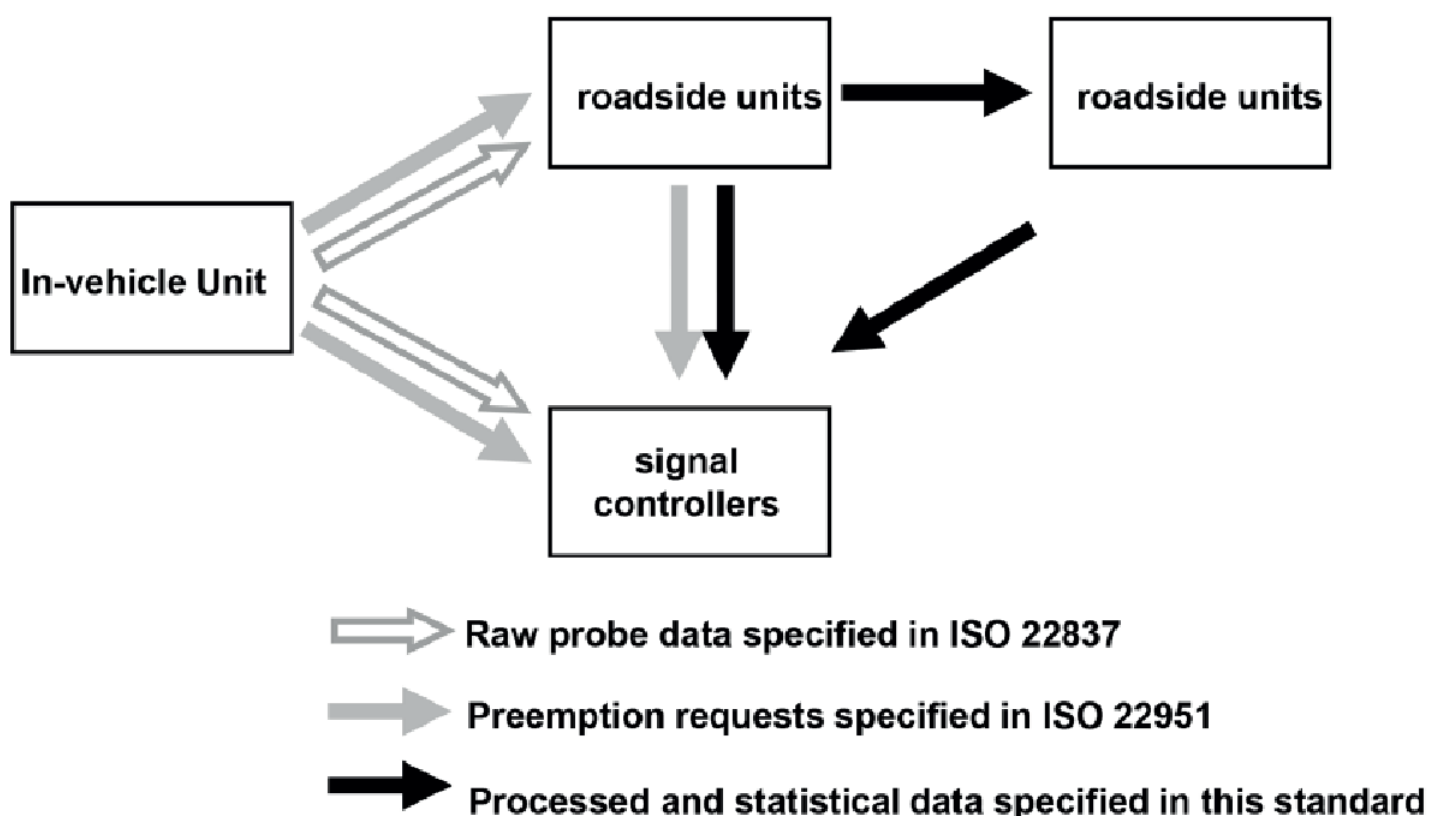 roadside units
roadside units
In-vehicle Unit
signal
controllers
Raw probe data specified in ISO 22837
Preemption requests specified in ISO 22951
Processed and statistical data specified in this standard